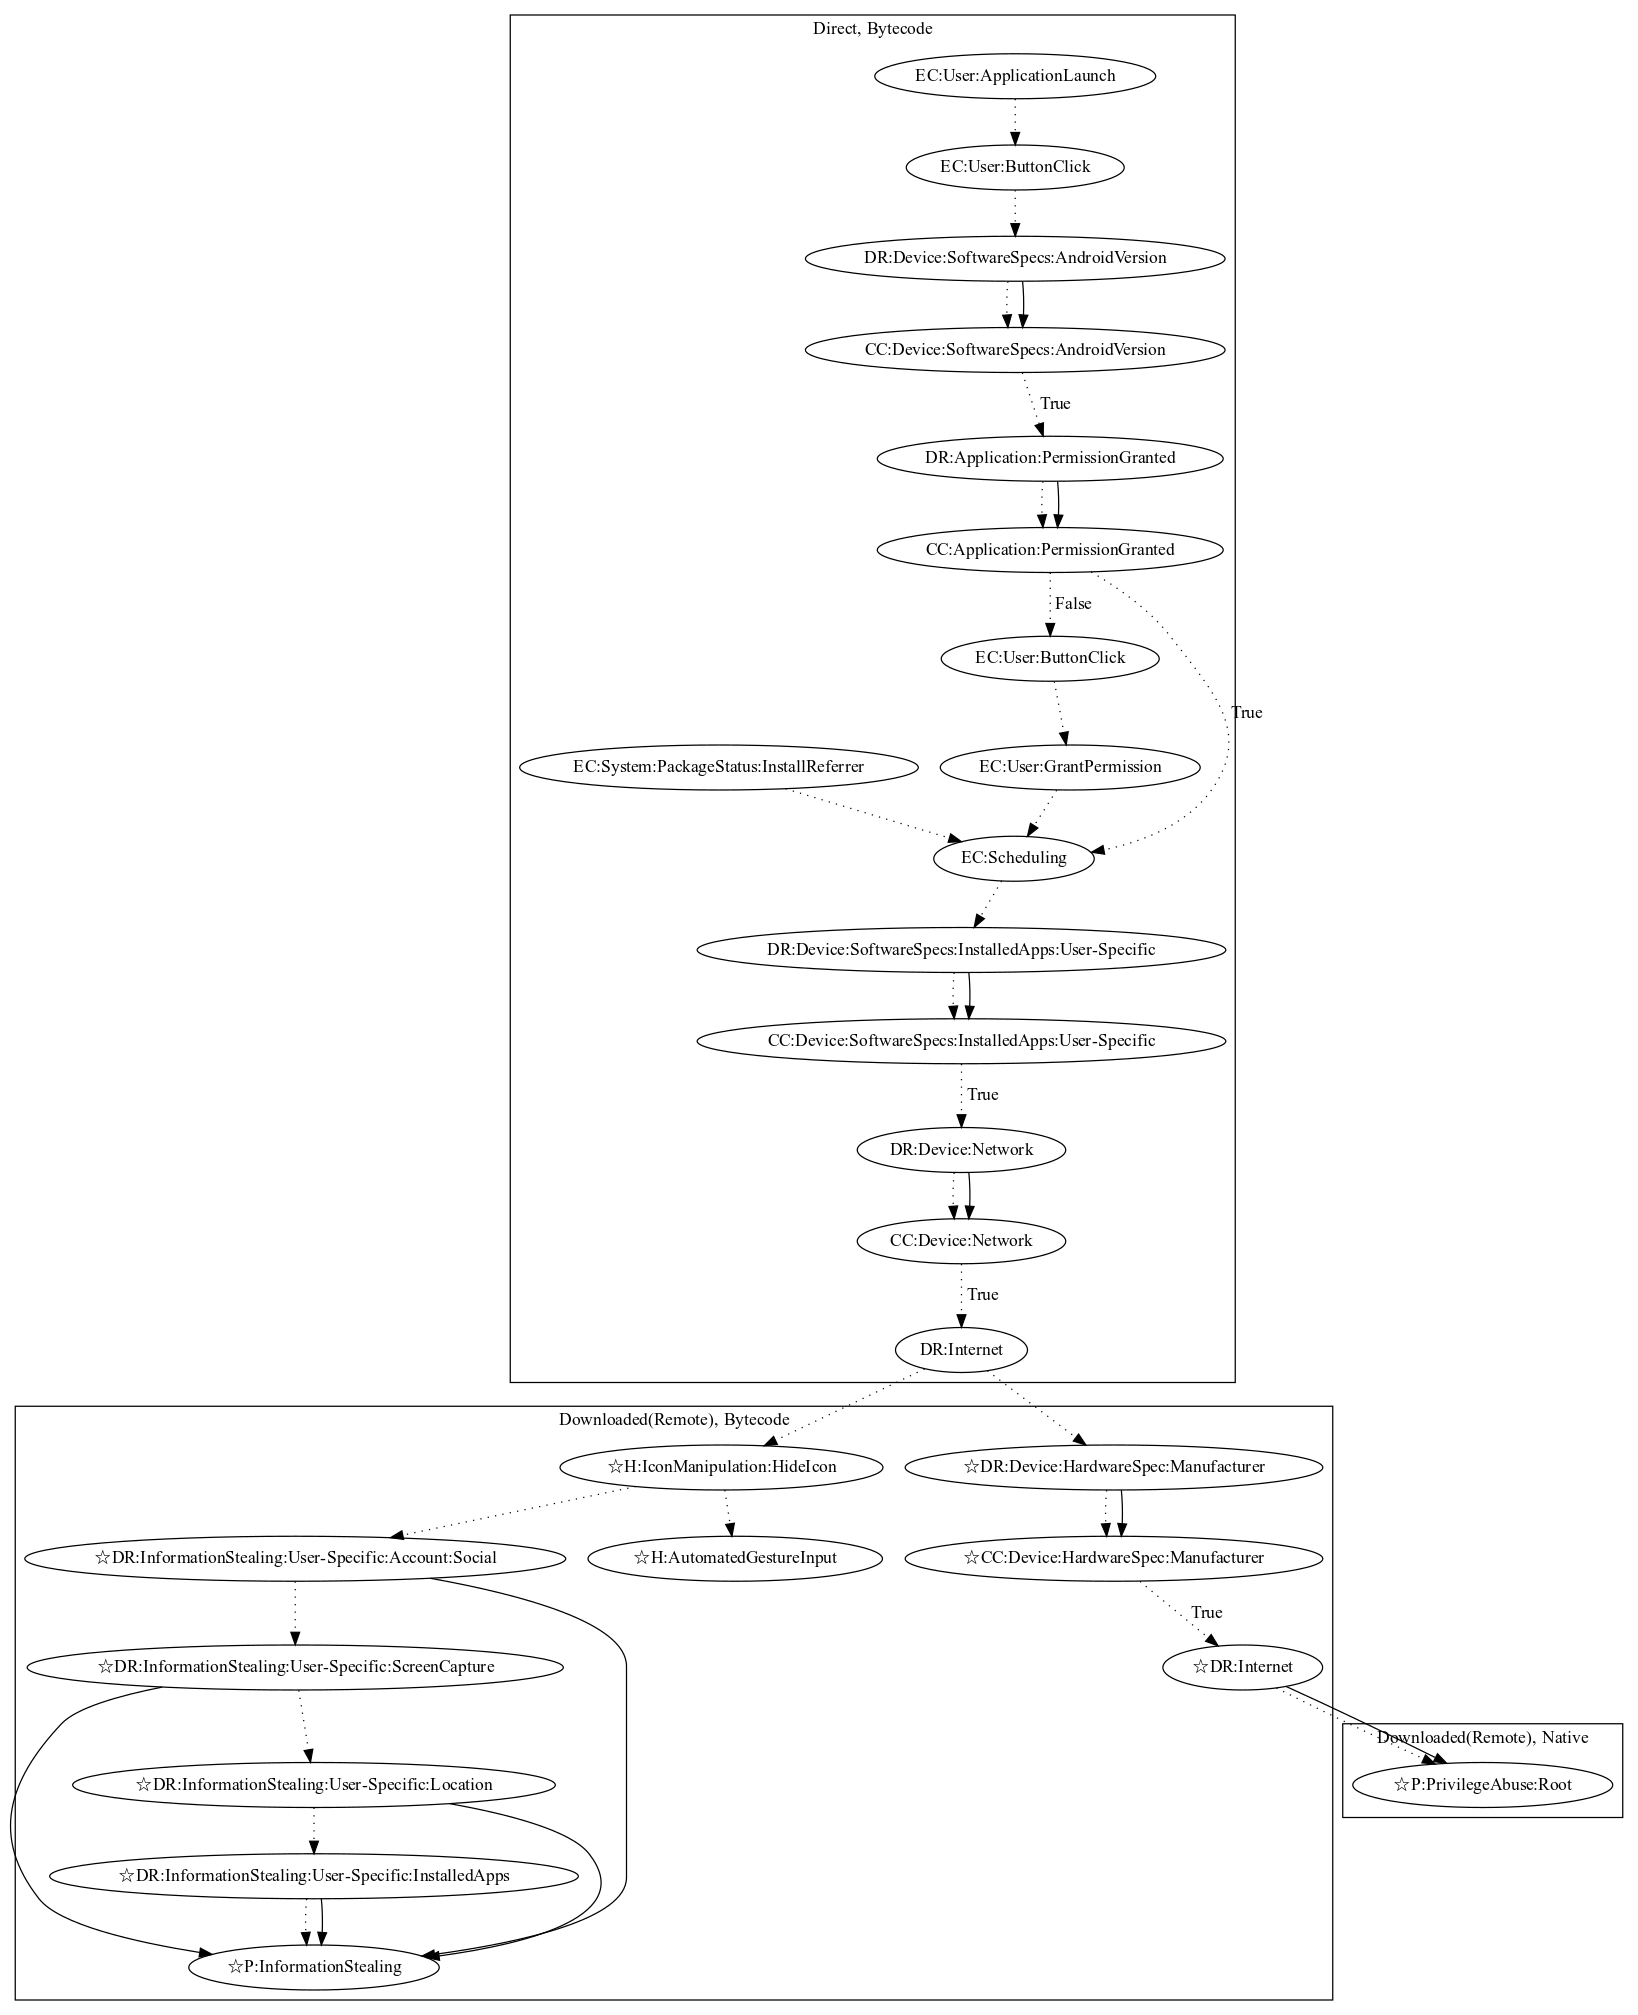 Direct, Bytecode
EC:User:ApplicationLaunch
EC:User:ButtonClick
DR:Device:SoftwareSpecs:AndroidVersion
CC:Device:SoftwareSpecs:AndroidVersion
True
DR:Application:PermissionGranted
CC:Application:PermissionGranted
False
EC:User:ButtonClick
True
EC:System:PackageStatus:InstallReferrer
EC:User:GrantPermission
EC:Scheduling
DR:Device:SoftwareSpecs:InstalledApps:User-Specific
CC:Device:SoftwareSpecs:InstalledApps:User-Specific
True
DR:Device:Network
CC:Device:Network
True
DR:Internet
Downloaded(Remote), Bytecode
☆H:IconManipulation:HideIcon
☆DR:Device:HardwareSpec:Manufacturer
☆DR:InformationStealing:User-Specific:Account:Social
☆H:AutomatedGestureInput
☆CC:Device:HardwareSpec:Manufacturer
True
☆DR:InformationStealing:User-Specific:ScreenCapture
☆DR:Internet
Downloaded(Remote), Native
☆DR:InformationStealing:User-Specific:Location
☆P:PrivilegeAbuse:Root
☆DR:InformationStealing:User-Specific:InstalledApps
☆P:InformationStealing